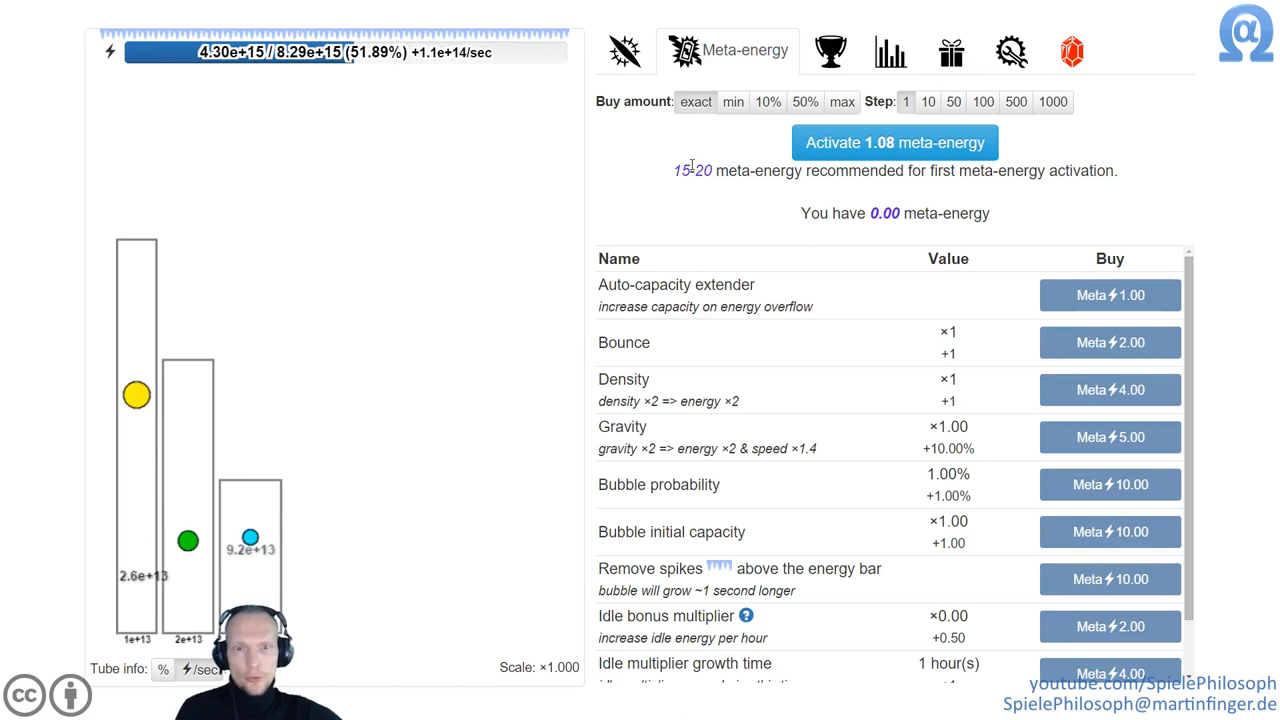 4.30e+15 / 8.29e+15 (51.89%) +1.1e+14/sec
Meta-energy
Buy amount: exact min 10% 50% max Step: 1 10 50 100 500 1000
Activate 1.08 meta-energy
15-20 meta-energy recommended for first meta-energy activation.
You have 0.00 meta-energy
Name Value Buy
Auto-capacity extender
increase capacity on energy overflow
Meta⚡1.00
Bounce
×1
+1
Meta⚡2.00
Density
density ×2 => energy ×2
×1
+1
Meta⚡4.00
Gravity
gravity ×2 => energy ×2 & speed ×1.4
×1.00
+10.00%
Meta⚡5.00
Bubble probability
1.00%
+1.00%
Meta⚡10.00
Bubble initial capacity
×1.00
+1.00
Meta⚡10.00
Remove spikes above the energy bar
bubble will grow ~1 second longer
Meta⚡10.00
Idle bonus multiplier ?
increase idle energy per hour
×0.00
+0.50
Meta⚡2.00
Idle multiplier growth time
1 hour(s)
Meta⚡4.00
9.2e+13
2.6e+13
1e+13 2e+13
Tube info: % ⚡/sec
Scale: ×1.000
cc
youtube.com/SpielePhilosoph
SpielePhilosoph@martinfinger.de